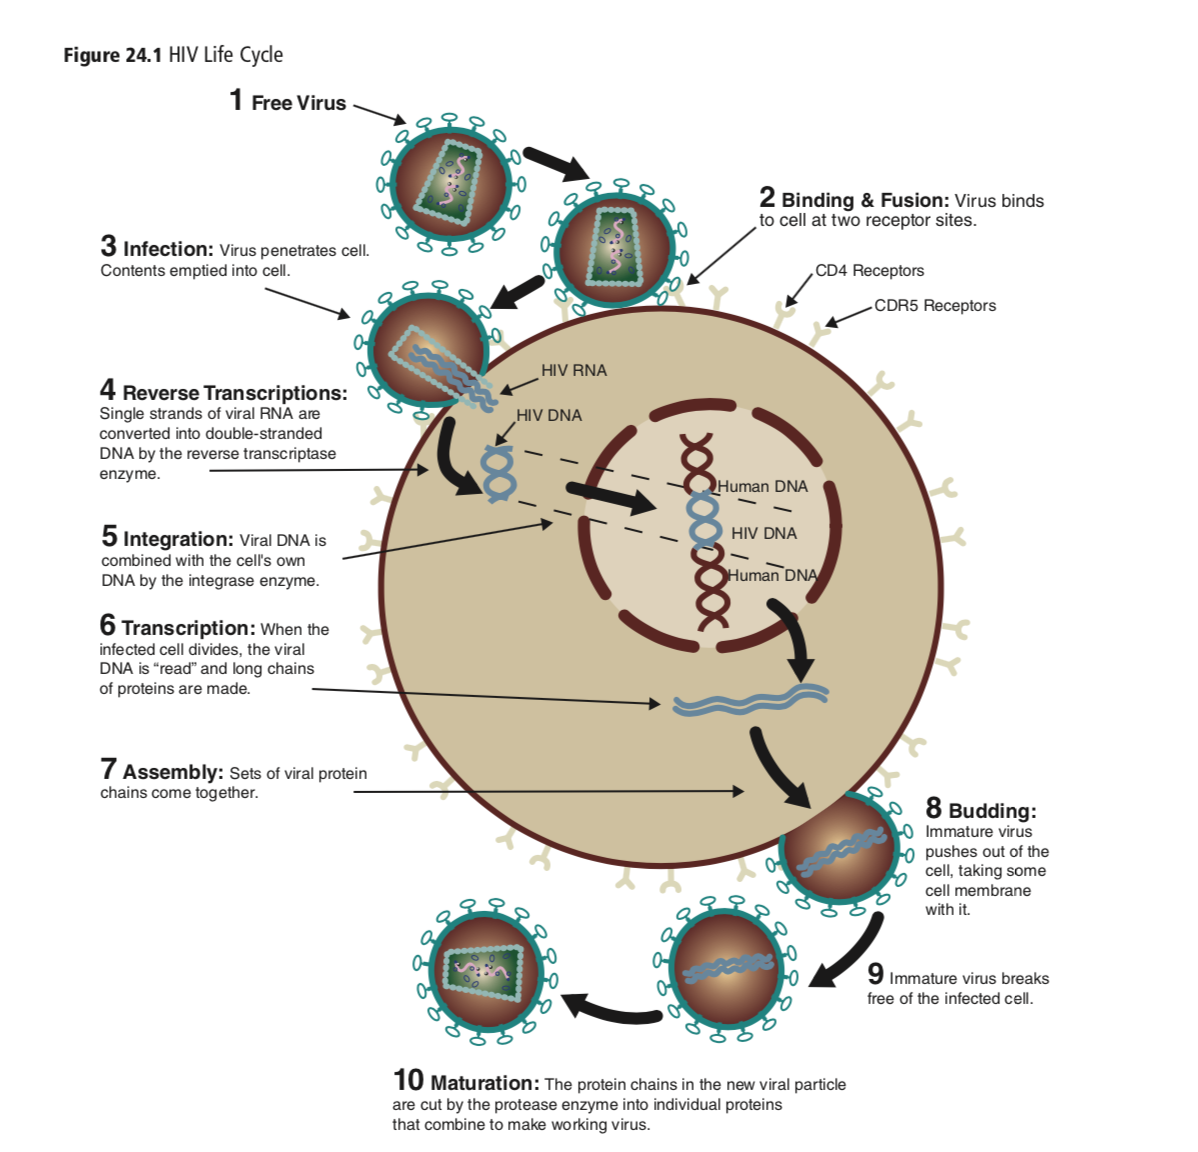 Figure 24.1 HIV Life Cycle
1 Free Virus
2 Binding & Fusion: Virus binds
to cell at two receptor sites.
3 Infection: Virus penetrates cell.
Contents emptied into cell.
CD4 Receptors
CDR5 Receptors
HIV RNA
4 Reverse Transcriptions:
Single strands of viral RNA are
converted into double-stranded
DNA by the reverse transcriptase
enzyme.
HIV DNA
Human DNA
HIV DNA
Human DNA
5 Integration: Viral DNA is
combined with the cell's own
DNA by the integrase enzyme.
6 Transcription: When the
infected cell divides, the viral
DNA is “read” and long chains
of proteins are made.
7 Assembly: Sets of viral protein
chains come together.
8 Budding:
Immature virus
pushes out of the
cell, taking some
cell membrane
with it.
9 Immature virus breaks
free of the infected cell.
10 Maturation: The protein chains in the new viral particle
are cut by the protease enzyme into individual proteins
that combine to make working virus.